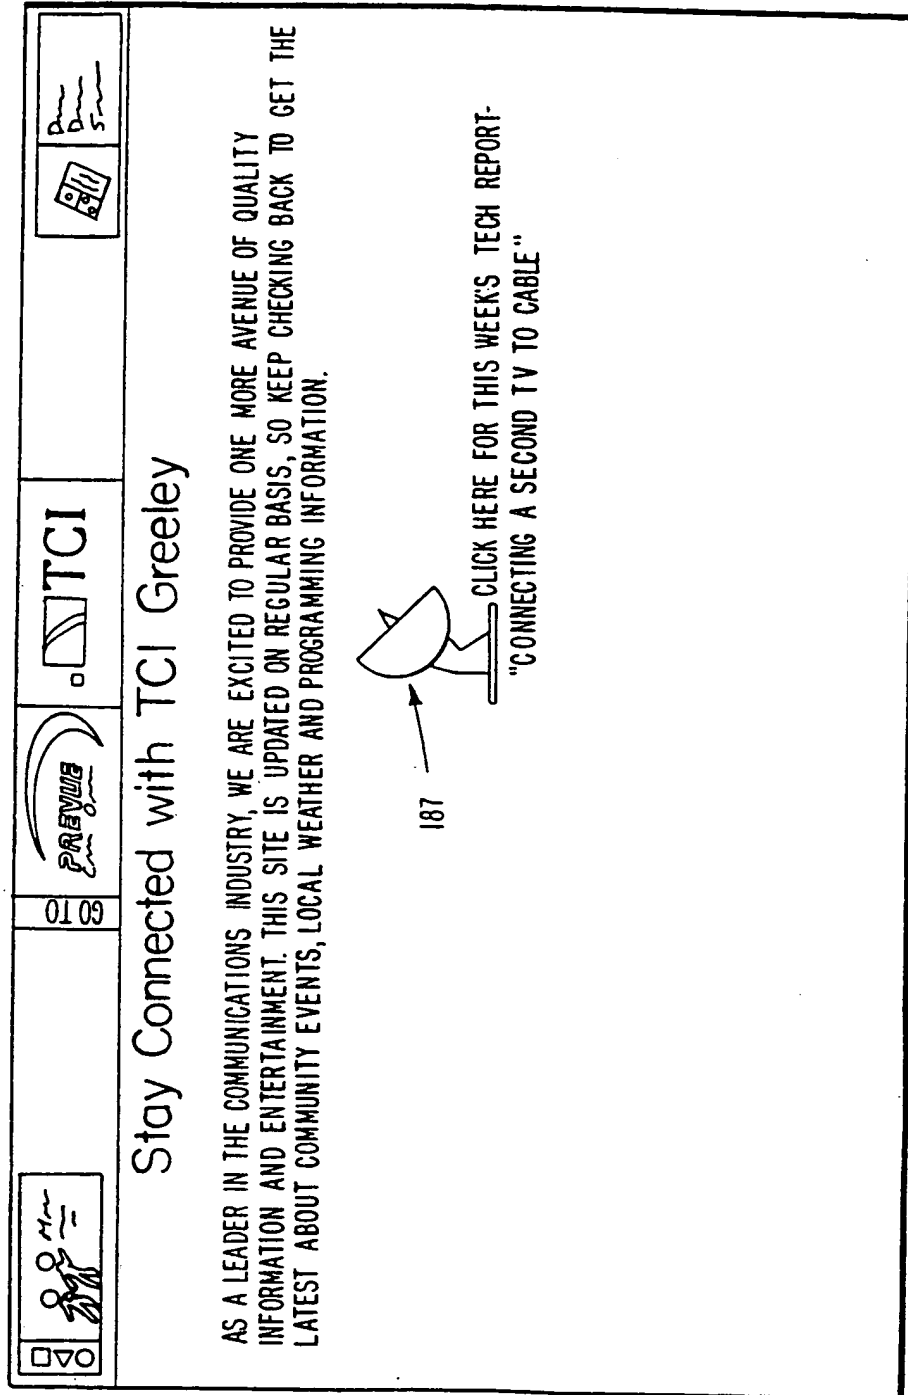 GO TO
PREVUE
TCI
Stay Connected with TCI Greeley
AS A LEADER IN THE COMMUNICATIONS INDUSTRY, WE ARE EXCITED TO PROVIDE ONE MORE AVENUE OF QUALITY
INFORMATION AND ENTERTAINMENT. THIS SITE IS UPDATED ON REGULAR BASIS, SO KEEP CHECKING BACK TO GET THE
LATEST ABOUT COMMUNITY EVENTS, LOCAL WEATHER AND PROGRAMMING INFORMATION.
187
CLICK HERE FOR THIS WEEK'S TECH REPORT-
"CONNECTING A SECOND TV TO CABLE"